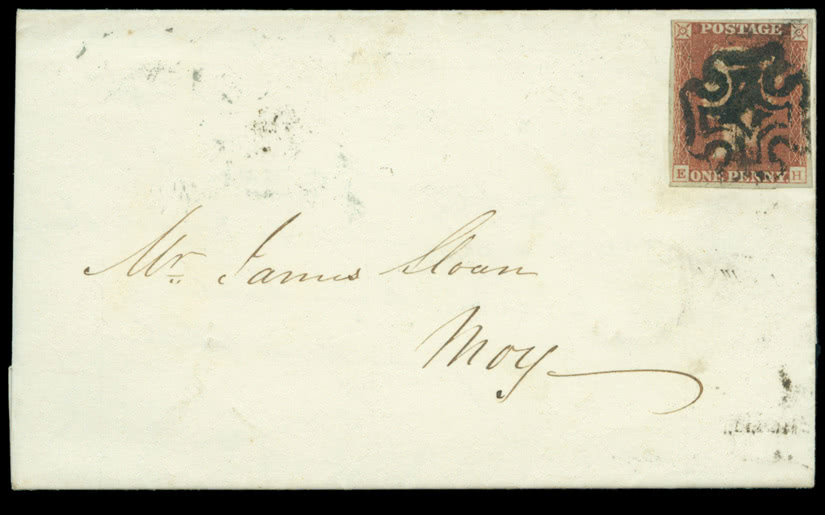 POSTAGE
ONE PENNY
E H
Mr. James Sloan
Moy